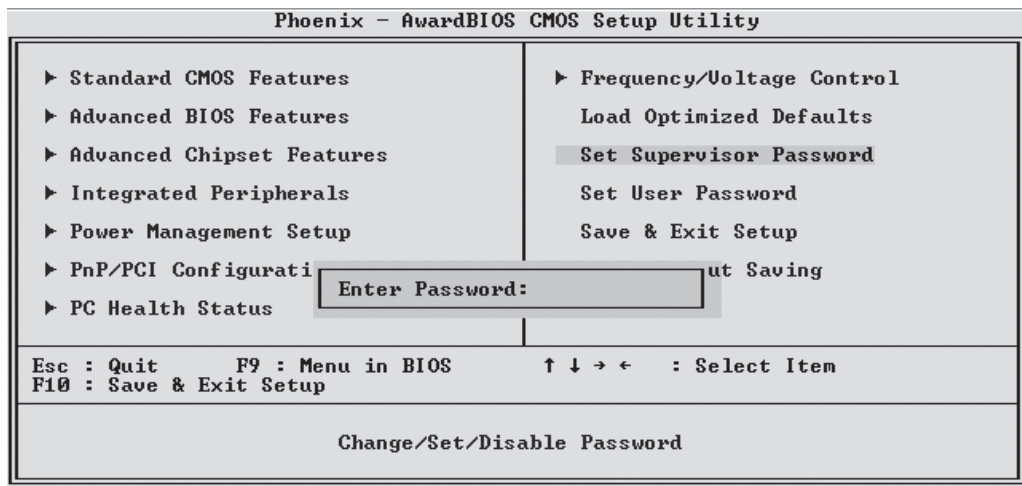 Phoenix - AwardBIOS CMOS Setup Utility
▶ Standard CMOS Features
▶ Advanced BIOS Features
▶ Advanced Chipset Features
▶ Integrated Peripherals
▶ Power Management Setup
▶ PnP/PCI Configurati
▶ PC Health Status
▶ Frequency/Voltage Control
Load Optimized Defaults
Set Supervisor Password
Set User Password
Save & Exit Setup
ut Saving
Enter Password:
Esc : Quit F9 : Menu in BIOS ↑ ↓ → ← : Select Item
F10 : Save & Exit Setup
Change/Set/Disable Password